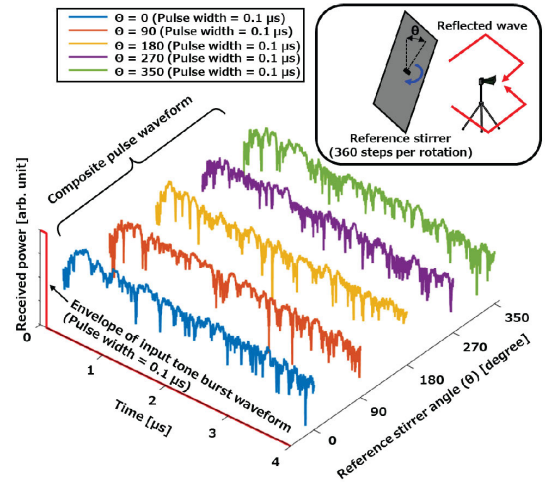 Θ = 0 (Pulse width = 0.1 μs)
Θ = 90 (Pulse width = 0.1 μs)
Θ = 180 (Pulse width = 0.1 μs)
Θ = 270 (Pulse width = 0.1 μs)
Θ = 350 (Pulse width = 0.1 μs)
θ
Reflected wave
Reference stirrer
(360 steps per rotation)
Composite pulse waveform
Received power [arb. unit]
Envelope of input tone burst waveform
(Pulse width = 0.1 μs)
0
1
2
3
4
Time [μs]
0
90
180
270
350
Reference stirrer angle (θ) [degree]